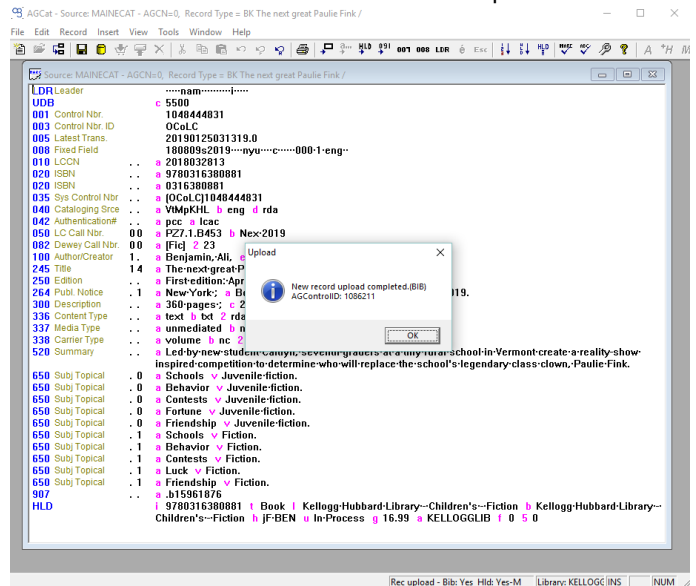 AGCat - Source: MAINECAT - AGCN=0, Record Type = BK The next great Paulie Fink /
File Edit Record Insert View Tools Window Help
001 008 LDR é Esc
Source: MAINECAT - AGCN=0, Record Type = BK The next great Paulie Fink /
LDR Leader ·····nam··········i·····
UDB c 5500
001 Control Nbr. 1048444831
003 Control Nbr. ID OCoLC
005 Latest Trans. 20190125031319.0
008 Fixed Field 180809s2019····nyu····c······000·1·eng··
010 LCCN . . a 2018032813
020 ISBN . . a 9780316380881
020 ISBN . . a 0316380881
035 Sys Control Nbr . . a (OCoLC)1048444831
040 Cataloging Srce . . a VtMpKHL b eng d rda
042 Authentication# . . a pcc a lcac
050 LC Call Nbr. 0 0 a PZ7.1.B453 b Nex·2019
082 Dewey Call Nbr. 0 0 a [Fic] 2 23
100 Author/Creator 1 . a Benjamin,·Ali, e
245 Title 1 4 a The·next·great·P
250 Edition . . a First·edition:·Apr
264 Publ. Notice . 1 a New·York·; a B 19.
300 Description . . a 360·pages·; c 2
336 Content Type . . a text b txt 2 rda
337 Media Type . . a unmediated b n
338 Carrier Type . . a volume b nc 2
520 Summary . . a Led·by·new·student·Caitlyn,·seventh·graders·at·a·tiny·rural·school·in·Vermont·create·a·reality·show·
inspired·competition·to·determine·who·will·replace·the·school's·legendary·class·clown,·Paulie·Fink.
650 Subj Topical . 0 a Schools v Juvenile·fiction.
650 Subj Topical . 0 a Behavior v Juvenile·fiction.
650 Subj Topical . 0 a Contests v Juvenile·fiction.
650 Subj Topical . 0 a Fortune v Juvenile·fiction.
650 Subj Topical . 0 a Friendship v Juvenile·fiction.
650 Subj Topical . 1 a Schools v Fiction.
650 Subj Topical . 1 a Behavior v Fiction.
650 Subj Topical . 1 a Contests v Fiction.
650 Subj Topical . 1 a Luck v Fiction.
650 Subj Topical . 1 a Friendship v Fiction.
907 . . a .b15961876
HLD i 9780316380881 t Book l Kellogg·Hubbard·Library·-·Children's·-·Fiction b Kellogg·Hubbard·Library·-·
Children's·-·Fiction h jF·BEN u In·Process g 16.99 a KELLOGGLIB f 0 5 0
Upload
New record upload completed.(BIB)
AGControlID: 1086211
OK
Rec upload - Bib: Yes Hld: Yes-M Library: KELLOGG INS NUM